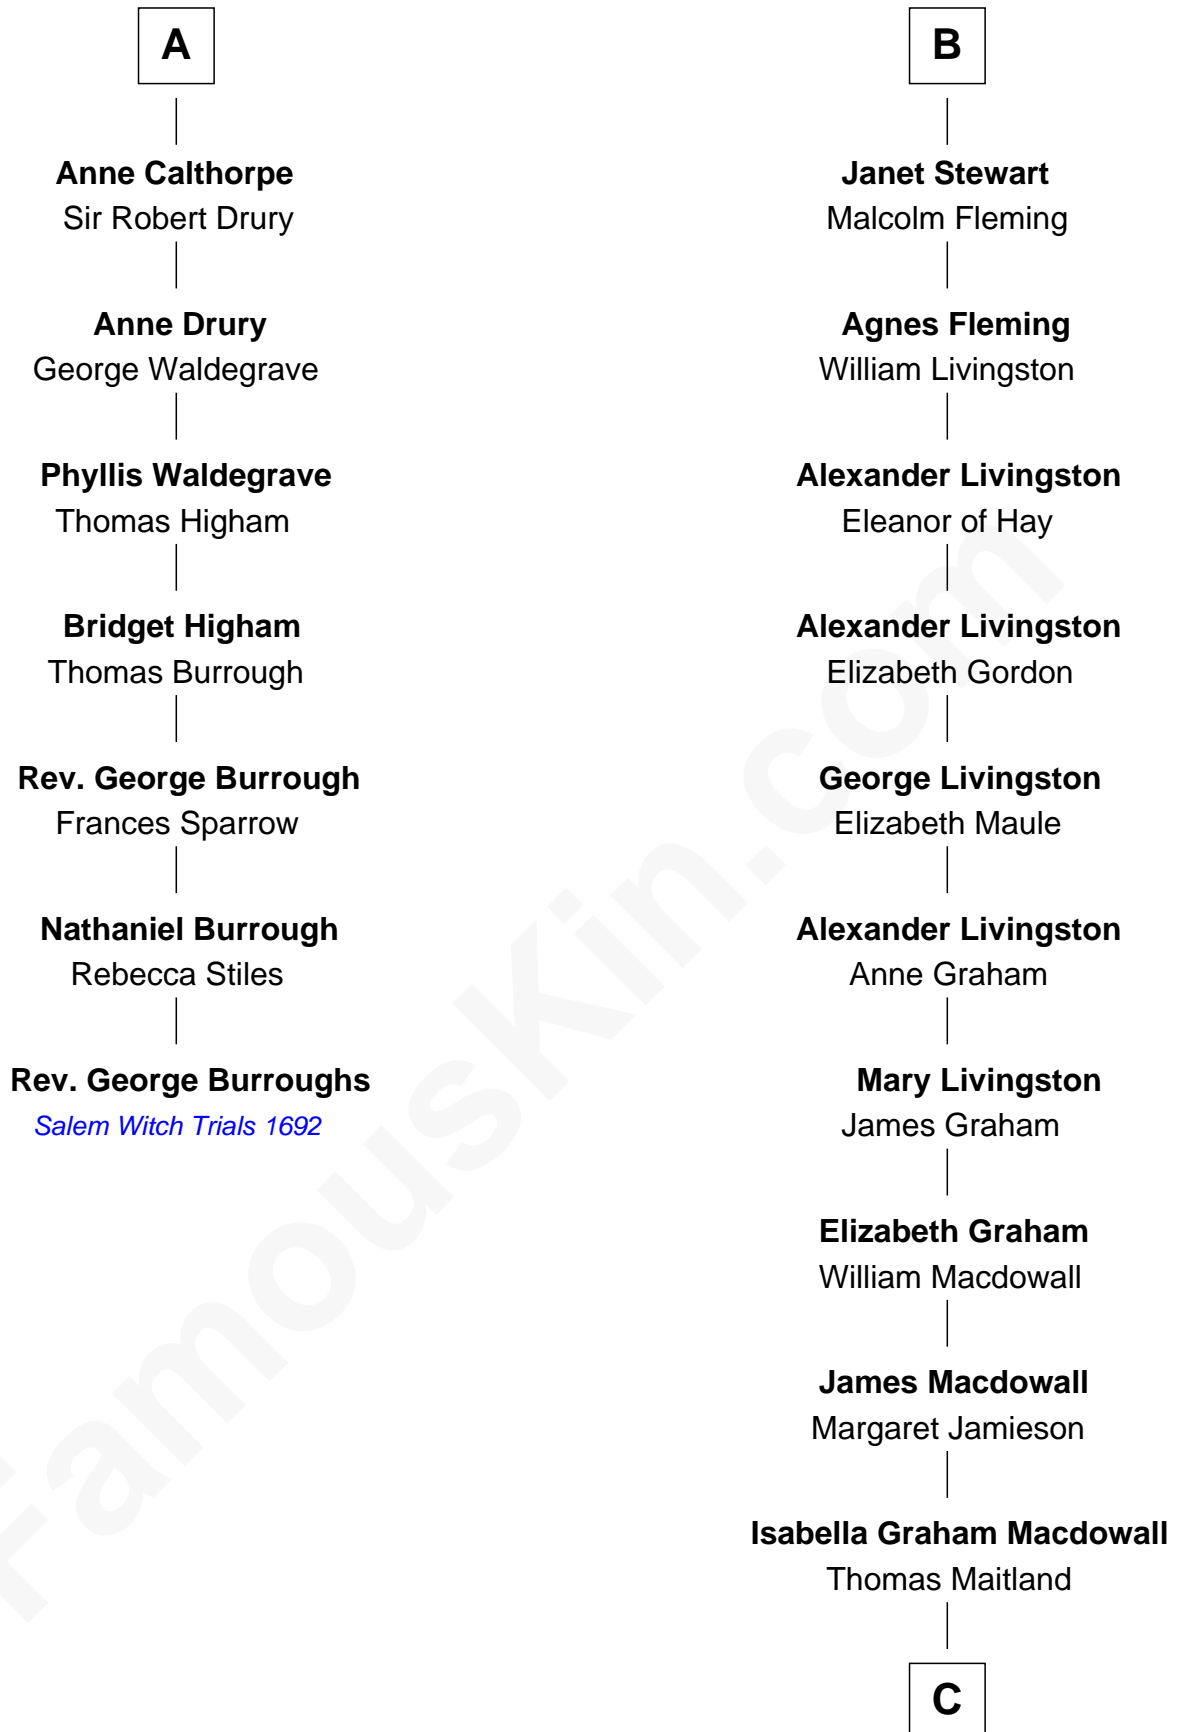 A
Anne Calthorpe
Sir Robert Drury
Anne Drury
George Waldegrave
Phyllis Waldegrave
Thomas Higham
Bridget Higham
Thomas Burrough
Rev. George Burrough
Frances Sparrow
Nathaniel Burrough
Rebecca Stiles
Rev. George Burroughs
Salem Witch Trials 1692
B
Janet Stewart
Malcolm Fleming
Agnes Fleming
William Livingston
Alexander Livingston
Eleanor of Hay
Alexander Livingston
Elizabeth Gordon
George Livingston
Elizabeth Maule
Alexander Livingston
Anne Graham
Mary Livingston
James Graham
Elizabeth Graham
William Macdowall
James Macdowall
Margaret Jamieson
Isabella Graham Macdowall
Thomas Maitland
C
FamousKin.com